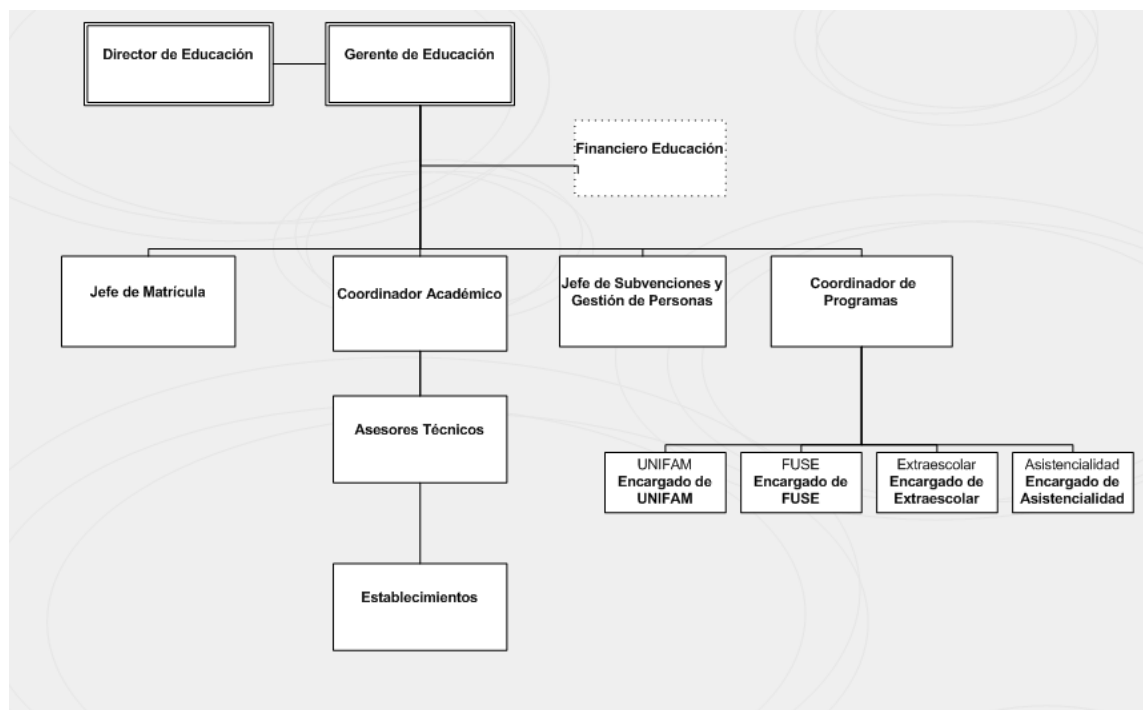 Director de Educación
Gerente de Educación
Financiero Educación
Jefe de Matrícula
Coordinador Académico
Jefe de Subvenciones y
Gestión de Personas
Coordinador de
Programas
Asesores Técnicos
UNIFAM
Encargado de
UNIFAM
FUSE
Encargado de
FUSE
Extraescolar
Encargado de
Extraescolar
Asistencialidad
Encargado de
Asistencialidad
Establecimientos